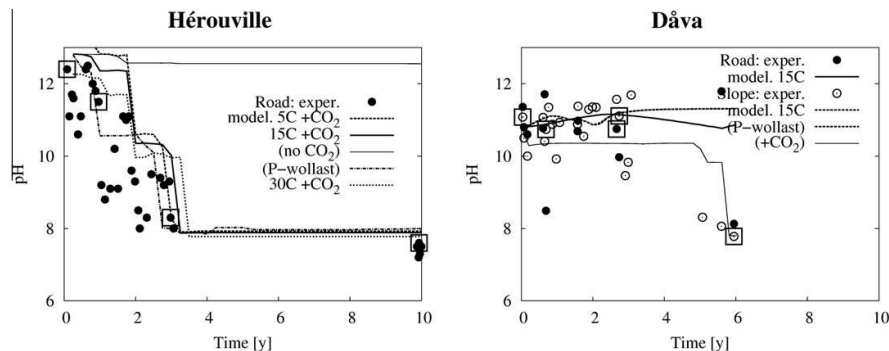 Hérouville
12
10
8
6
pH
0
2
4
6
8
10
Time [y]
Road: exper.
model. 5C +CO2
15C +CO2
(no CO2)
(P−wollast)
30C +CO2
Dåva
12
10
8
6
pH
0
2
4
6
8
10
Time [y]
Road: exper.
model. 15C
Slope: exper.
model. 15C
(P−wollast)
(+CO2)